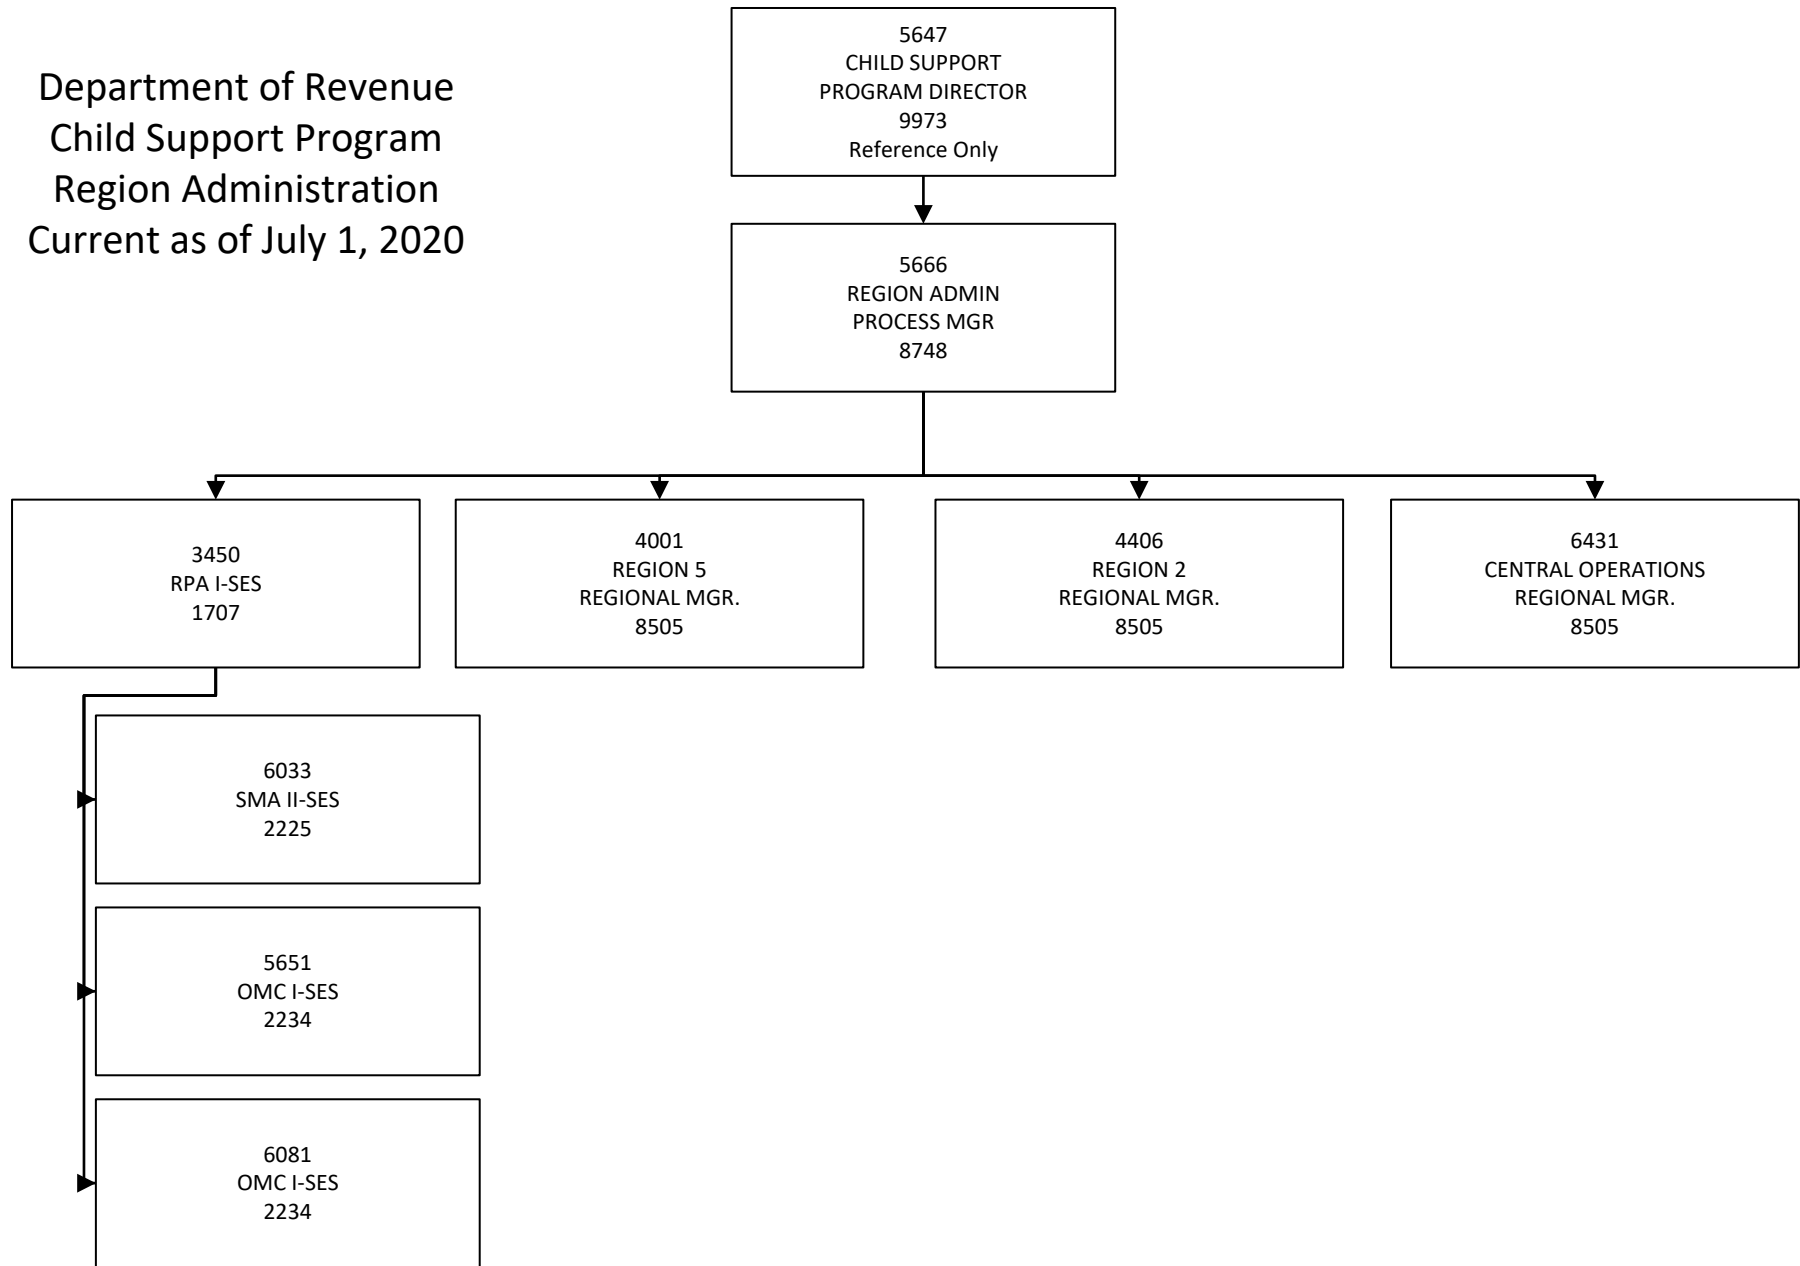 Department of Revenue
Child Support Program
Region Administration
Current as of July 1, 2020
5647
CHILD SUPPORT
PROGRAM DIRECTOR
9973
Reference Only
5666
REGION ADMIN
PROCESS MGR
8748
3450
RPA I-SES
1707
4001
REGION 5
REGIONAL MGR.
8505
4406
REGION 2
REGIONAL MGR.
8505
6431
CENTRAL OPERATIONS
REGIONAL MGR.
8505
6033
SMA II-SES
2225
5651
OMC I-SES
2234
6081
OMC I-SES
2234